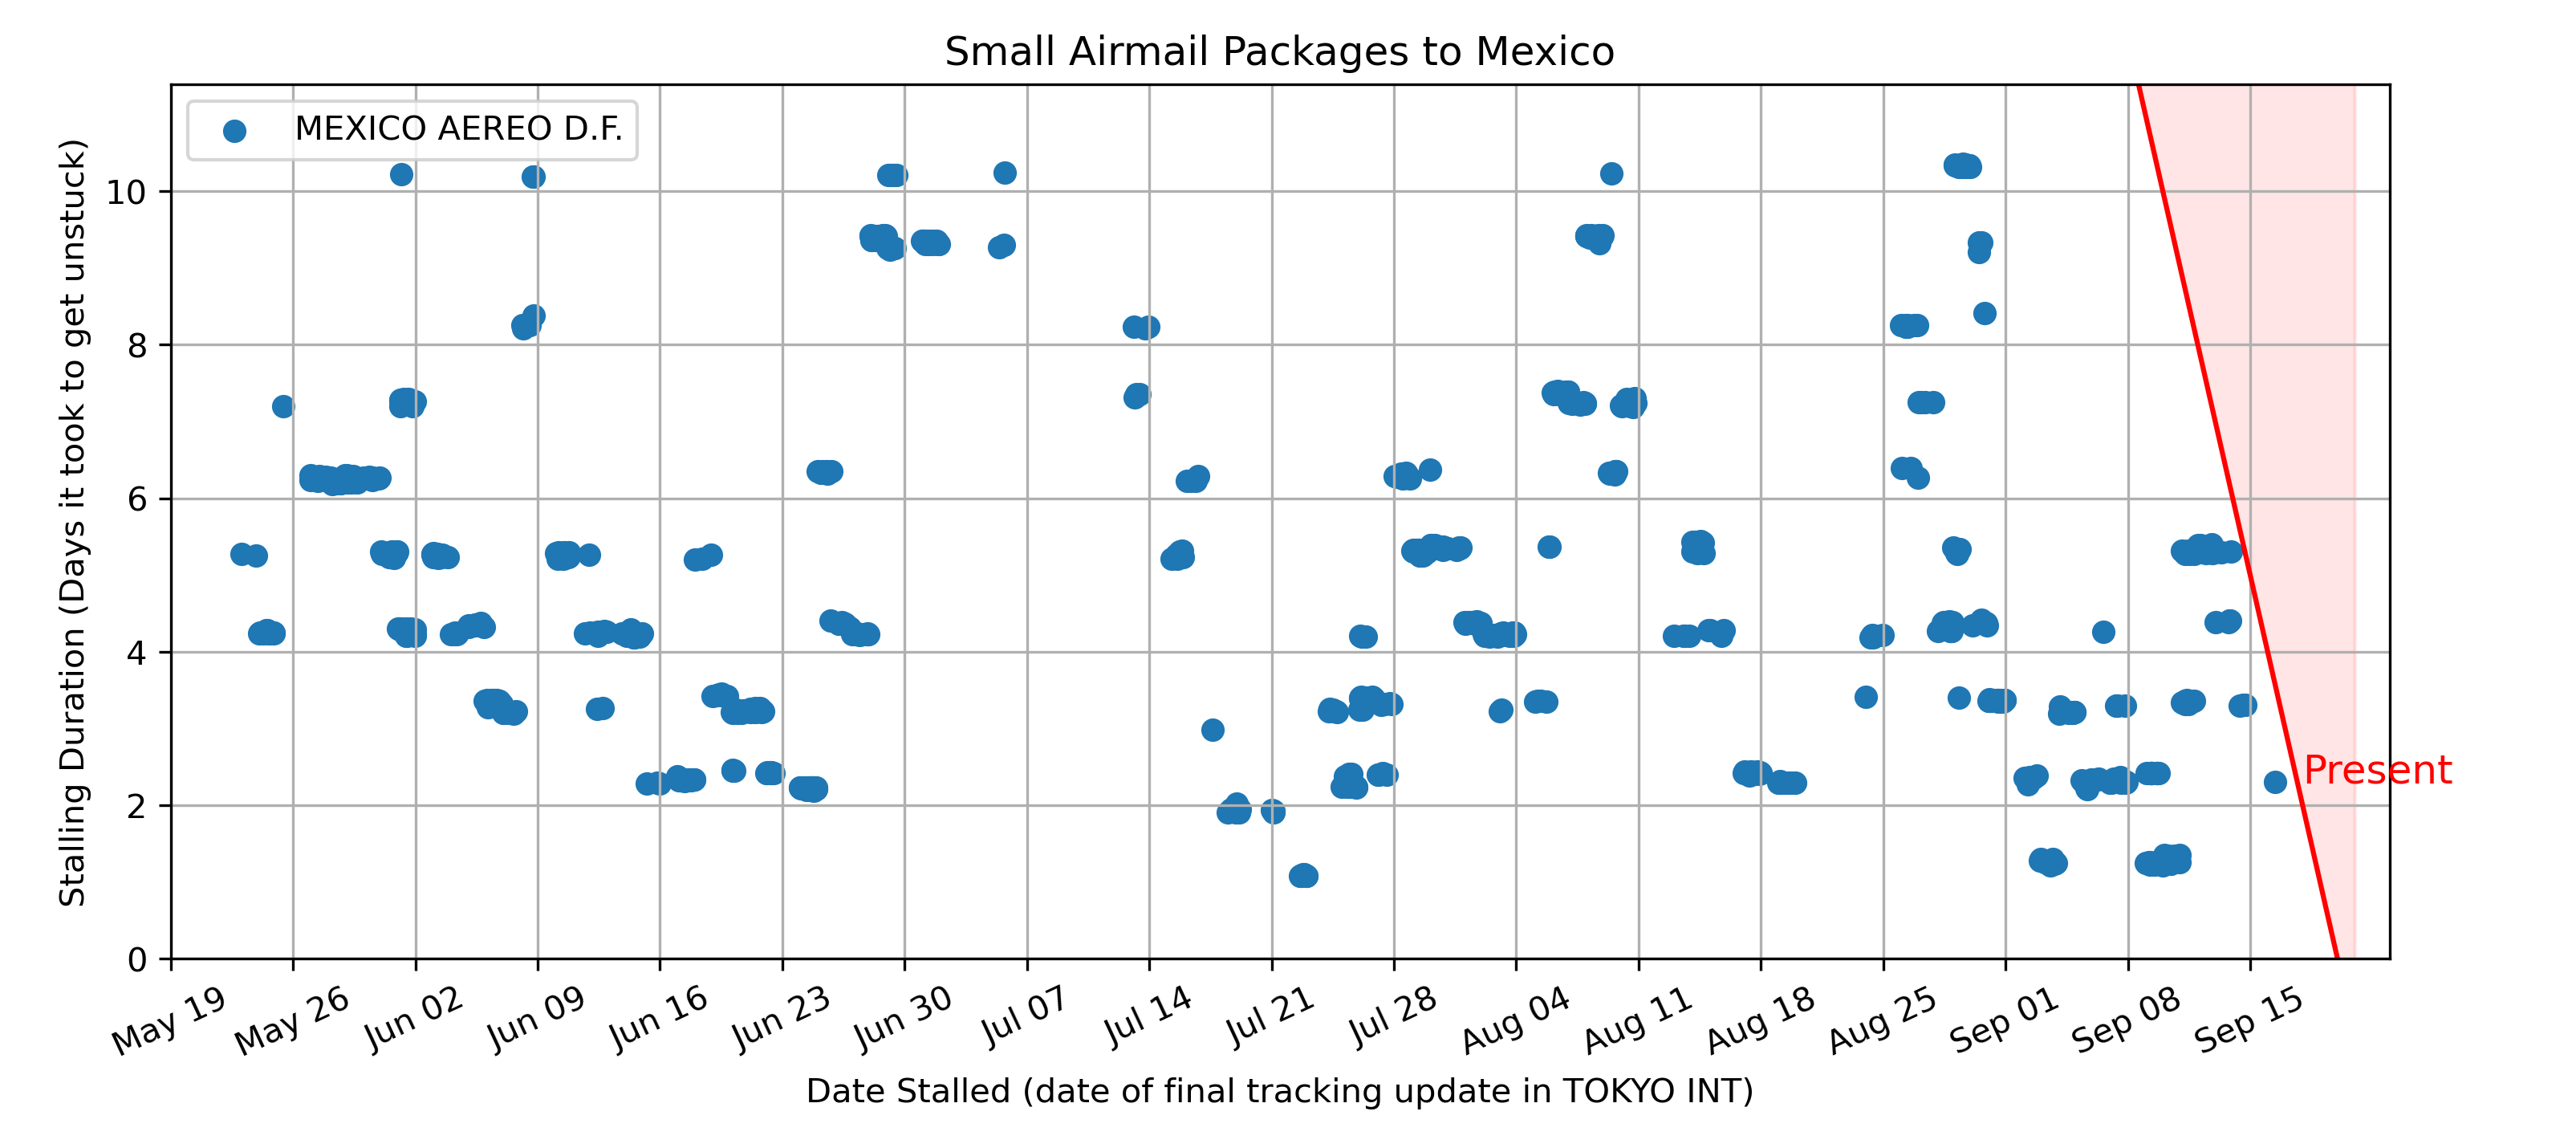 Small Airmail Packages to Mexico
MEXICO AEREO D.F.
Stalling Duration (Days it took to get unstuck)
10
8
6
4
2
0
Present
May 19
May 26
Jun 02
Jun 09
Jun 16
Jun 23
Jun 30
Jul 07
Jul 14
Jul 21
Jul 28
Aug 04
Aug 11
Aug 18
Aug 25
Sep 01
Sep 08
Sep 15
Date Stalled (date of final tracking update in TOKYO INT)